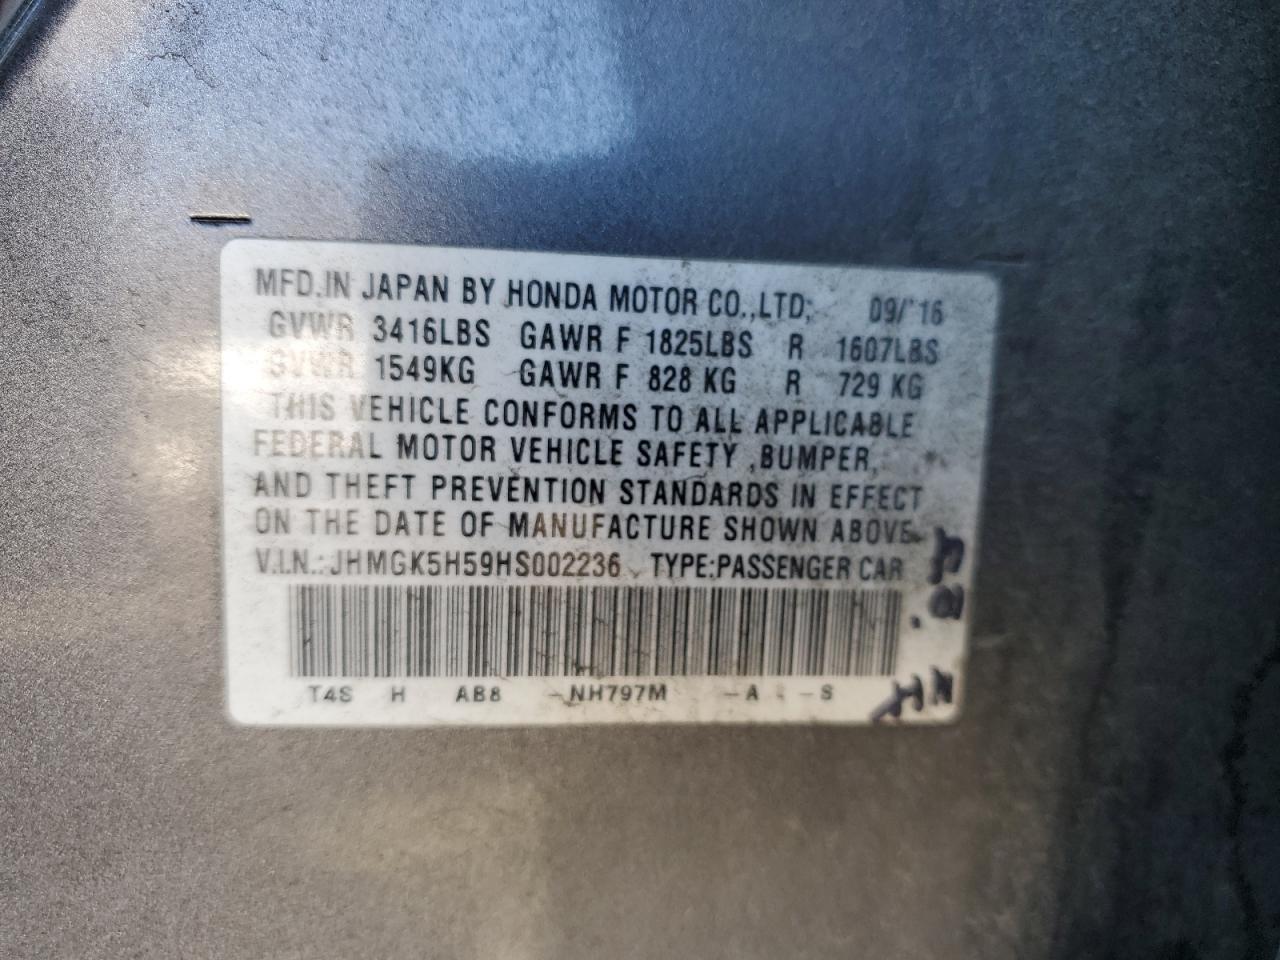 MFD.IN JAPAN BY HONDA MOTOR CO.,LTD; 09/'16
GVWR 3416LBS GAWR F 1825LBS R 1607LBS
GVWR 1549KG GAWR F 828 KG R 729 KG
THIS VEHICLE CONFORMS TO ALL APPLICABLE
FEDERAL MOTOR VEHICLE SAFETY ,BUMPER,
AND THEFT PREVENTION STANDARDS IN EFFECT
ON THE DATE OF MANUFACTURE SHOWN ABOVE.
V.I.N.: JHMGK5H59HS002236 TYPE:PASSENGER CAR
T4S H AB8 -NH797M -A -S